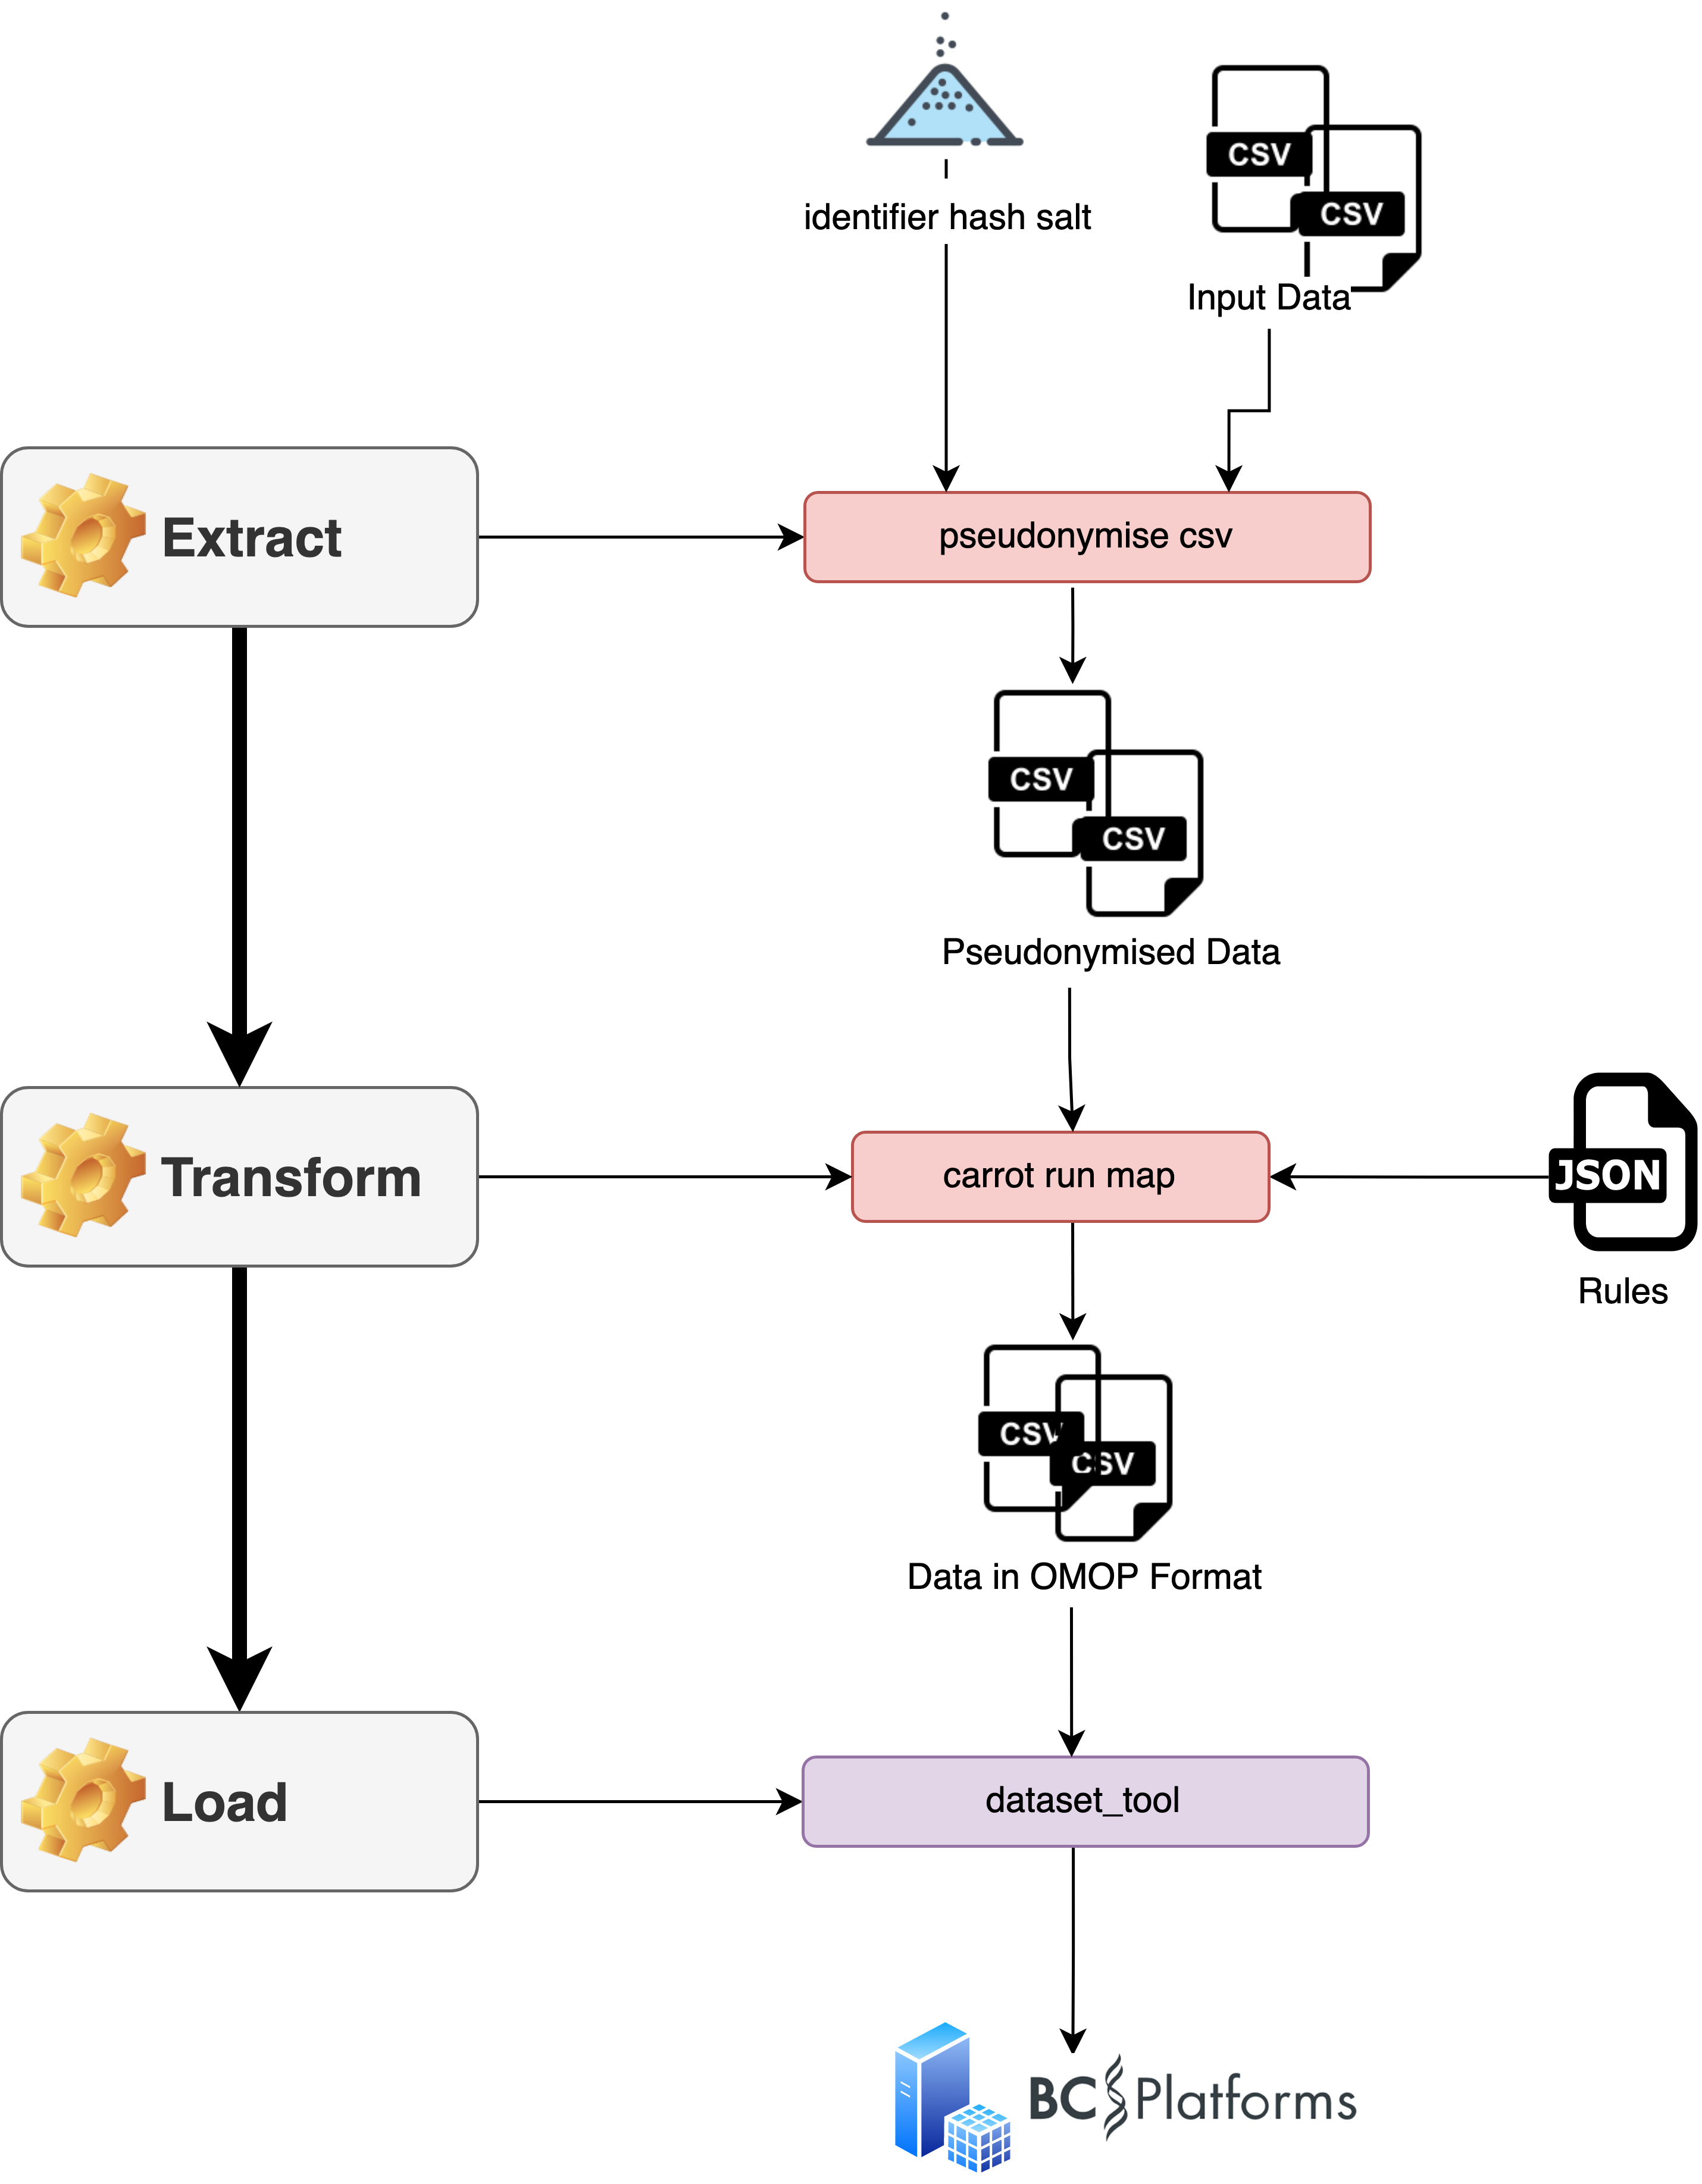 identifier hash salt
CSV
CSV
Input Data
Extract
pseudonymise csv
CSV
CSV
Pseudonymised Data
Transform
carrot run map
JSON
Rules
CSV
CSV
Data in OMOP Format
Load
dataset_tool
BC Platforms